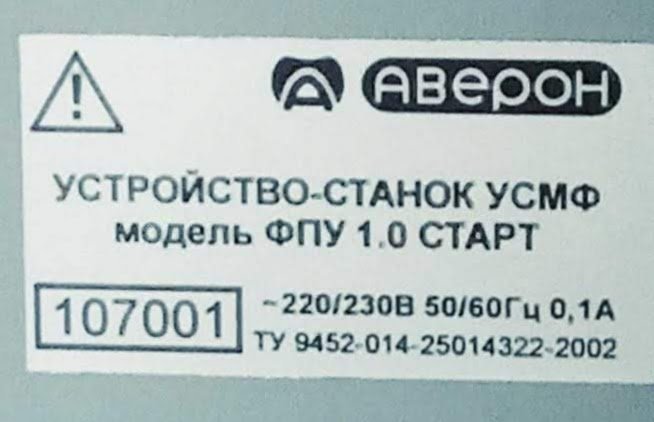 АВЕРОН
УСТРОЙСТВО-СТАНОК УСМФ
модель ФПУ 1.0 СТАРТ
107001
~220/230В 50/60Гц 0,1А
ТУ 9452-014-25014322-2002